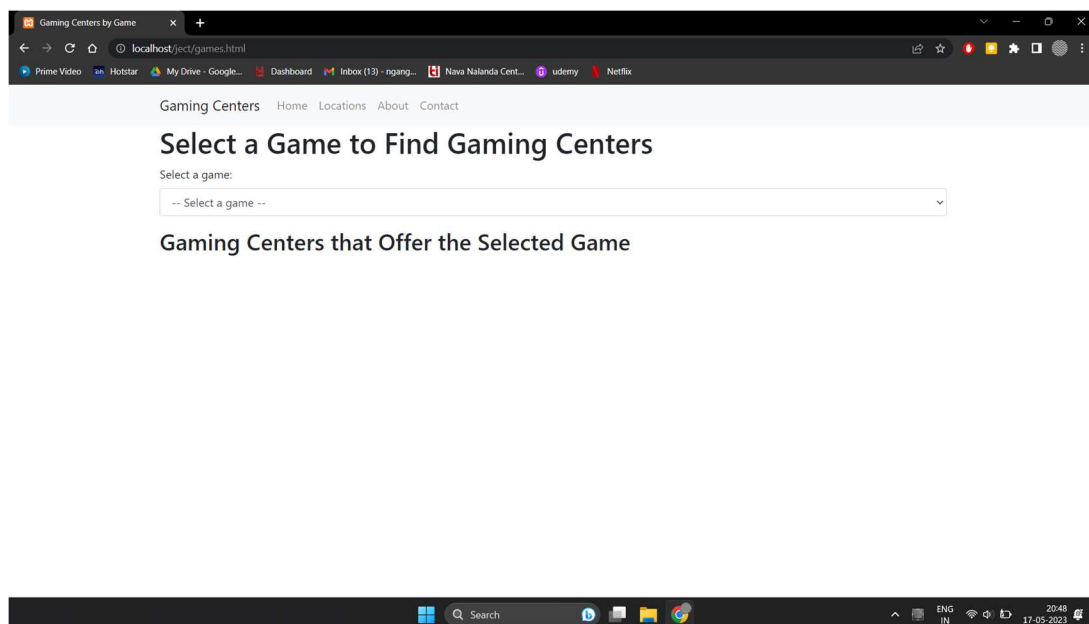 Gaming Centers by Game
localhost/ject/games.html
Prime Video Hotstar My Drive - Google... Dashboard Inbox (13) - ngang... Nava Nalanda Cent... udemy Netflix
Gaming Centers Home Locations About Contact
Select a Game to Find Gaming Centers
Select a game:
-- Select a game --
Gaming Centers that Offer the Selected Game
Search
ENG 20:48
IN 17-05-2023